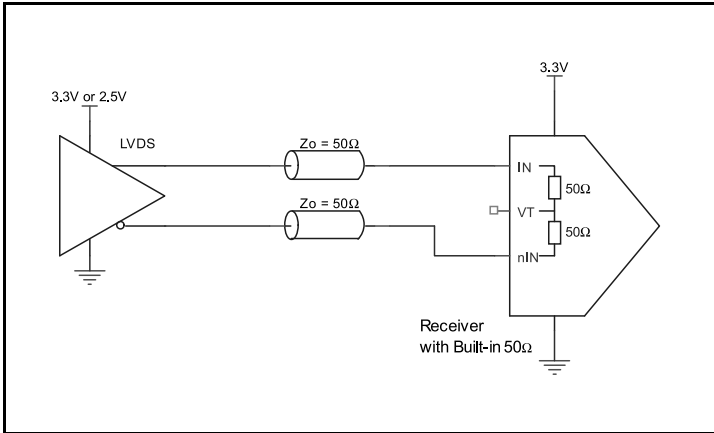 3.3V
3.3V or 2.5V
LVDS
Zo = 50Ω
IN
50Ω
Zo = 50Ω
VT
50Ω
nIN
Receiver
with Built-in 50Ω